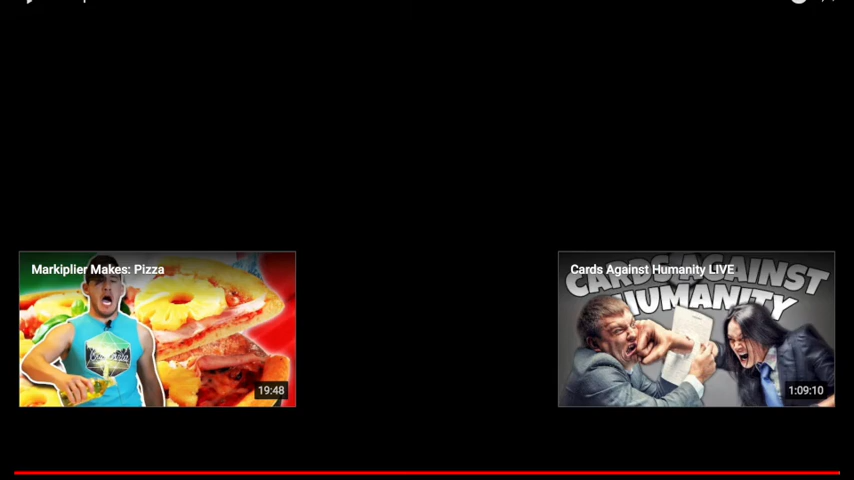 Markiplier Makes: Pizza
Cards Against Humanity LIVE
CARDS AGAINST
HUMANITY
19:48
1:09:10